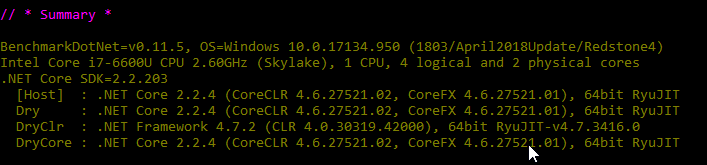 // * Summary *
BenchmarkDotNet=v0.11.5, OS=Windows 10.0.17134.950 (1803/April2018Update/Redstone4)
Intel Core i7-6600U CPU 2.60GHz (Skylake), 1 CPU, 4 logical and 2 physical cores
.NET Core SDK=2.2.203
[Host]  : .NET Core 2.2.4 (CoreCLR 4.6.27521.02, CoreFX 4.6.27521.01), 64bit RyuJIT
Dry     : .NET Core 2.2.4 (CoreCLR 4.6.27521.02, CoreFX 4.6.27521.01), 64bit RyuJIT
DryClr  : .NET Framework 4.7.2 (CLR 4.0.30319.42000), 64bit RyuJIT-v4.7.3416.0
DryCore : .NET Core 2.2.4 (CoreCLR 4.6.27521.02, CoreFX 4.6.27521.01), 64bit RyuJIT